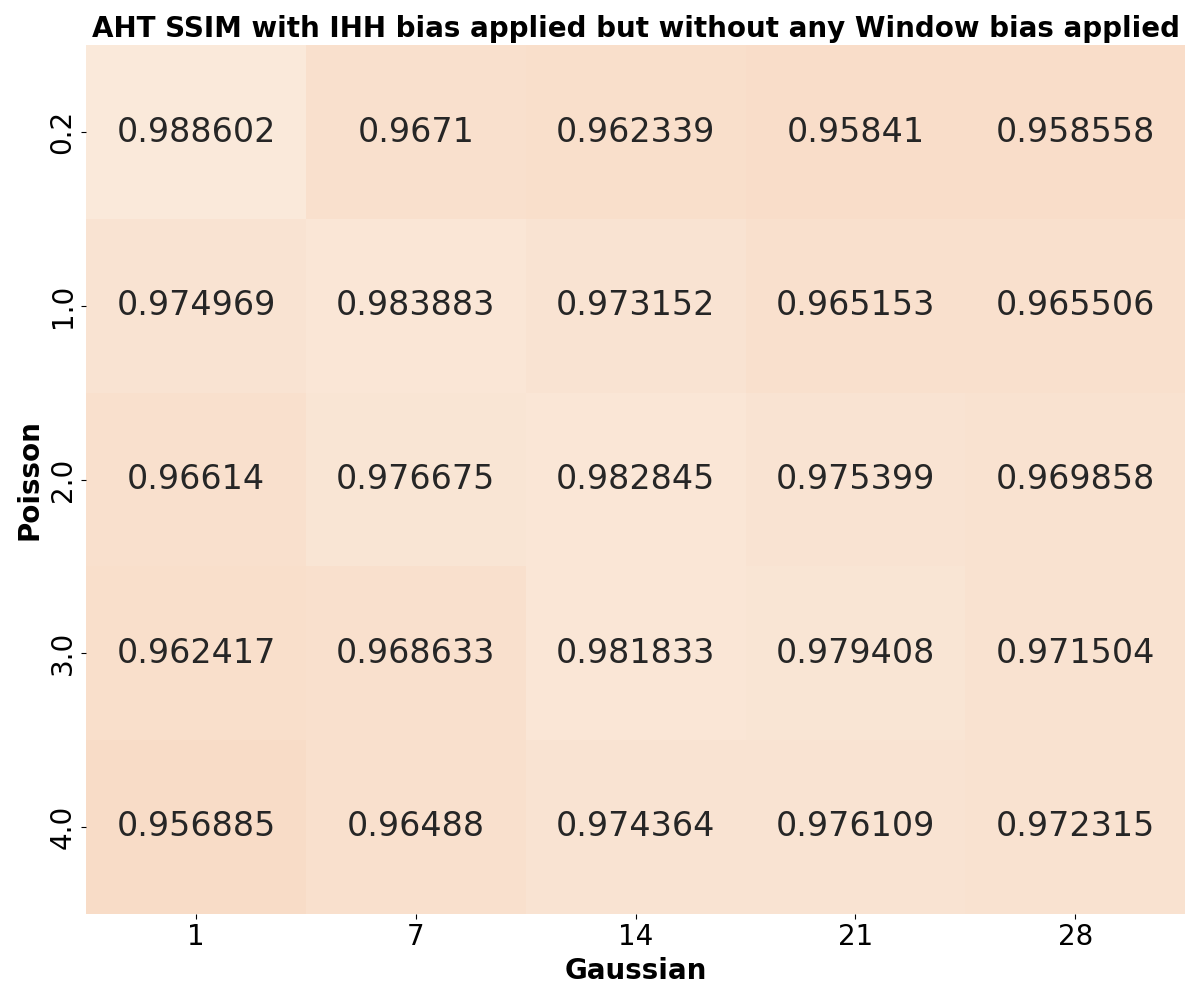 AHT SSIM with IHH bias applied but without any Window bias applied
0.2 0.988602 0.9671 0.962339 0.95841 0.958558
1.0 0.974969 0.983883 0.973152 0.965153 0.965506
2.0 0.96614 0.976675 0.982845 0.975399 0.969858
3.0 0.962417 0.968633 0.981833 0.979408 0.971504
4.0 0.956885 0.96488 0.974364 0.976109 0.972315
Poisson
1 7 14 21 28
Gaussian